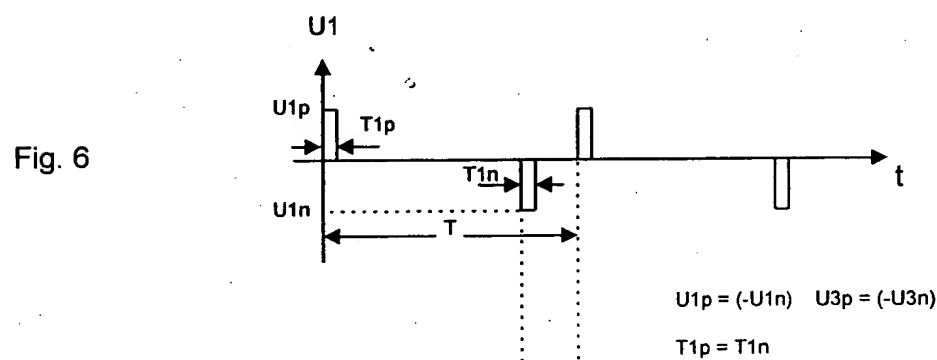 U1
U1p
T1p
Fig. 6
T1n
t
U1n
T
U1p = (-U1n) U3p = (-U3n)
T1p = T1n